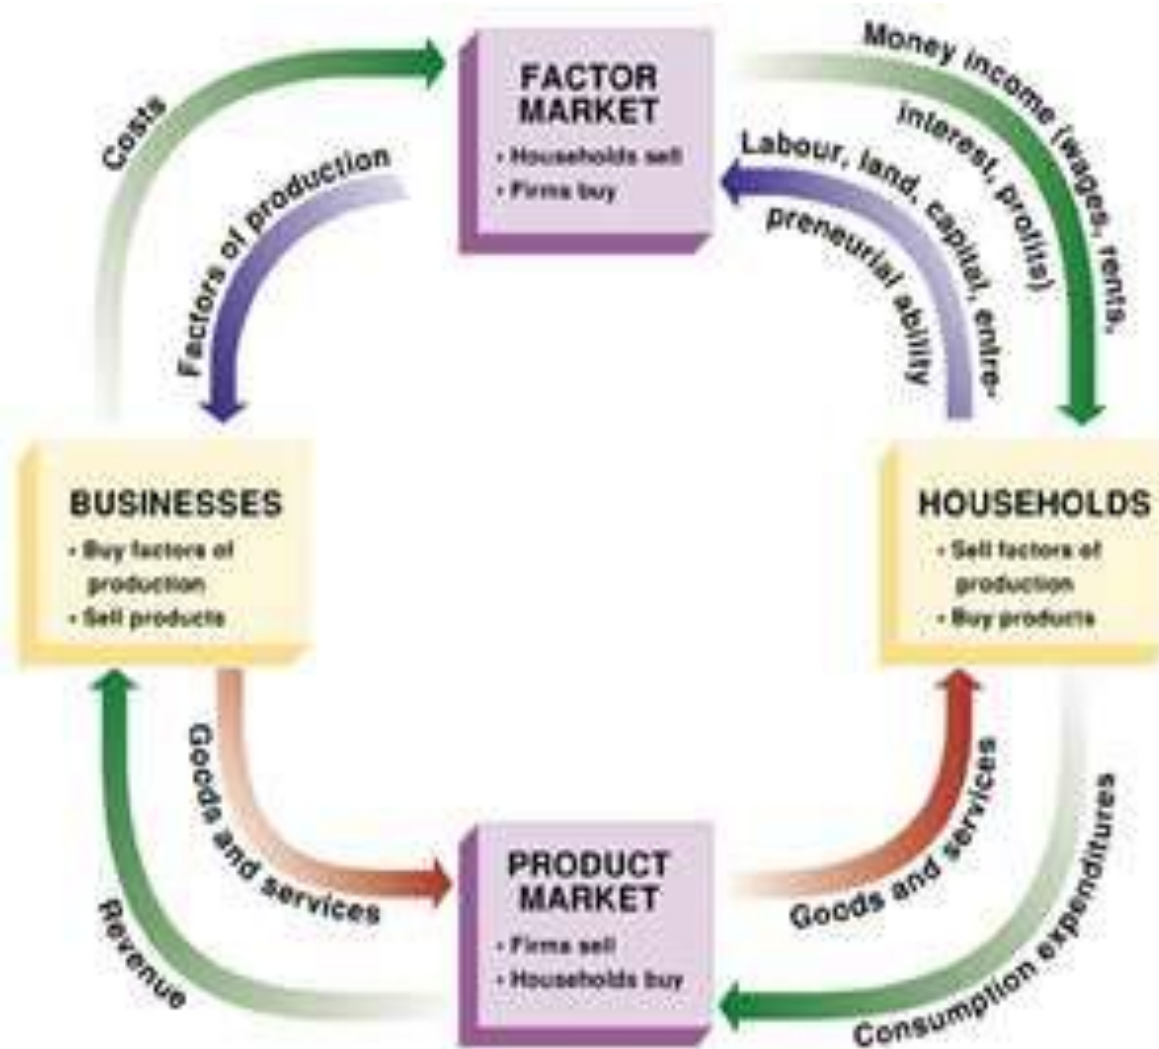 Costs
Factors of production
FACTOR
MARKET
• Households sell
• Firms buy
Money income (wages, rents,
interest, profits)
Labour, land, capital, entre-
preneurial ability
BUSINESSES
• Buy factors of
production
• Sell products
HOUSEHOLDS
• Sell factors of
production
• Buy products
Goods and services
Revenue
PRODUCT
MARKET
• Firms sell
• Households buy
Goods and services
Consumption expenditures